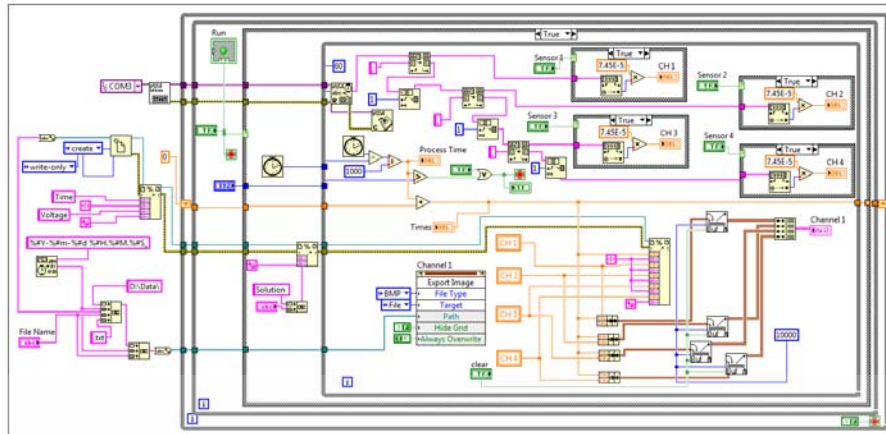 Run
True
COM3
60
Sensor
True
7.45E-5
CH 1
Sensor 2
True
7.45E-5
CH 2
1
Sensor 3
True
7.45E-5
CH 3
1
Sensor 4
True
7.45E-5
CH 4
1
create
write-only
0
Process Time
1000
Time
Voltage
Times
%#Y-%#m-%#d
D:\Data\
File Name
.txt
Solution
Channel 1
Export Image
BMP
File Type
File
Target
Path
Hide Grid
Always Overwrite
CH 1
CH 2
CH 3
CH 4
clear
Channel 1
10000
i
i
i